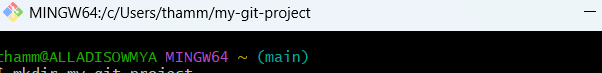 MINGW64:/c/Users/thamm/my-git-project
thamm@ALLADISOWMYA MINGW64 ~ (main)
$ mkdir my-git-project